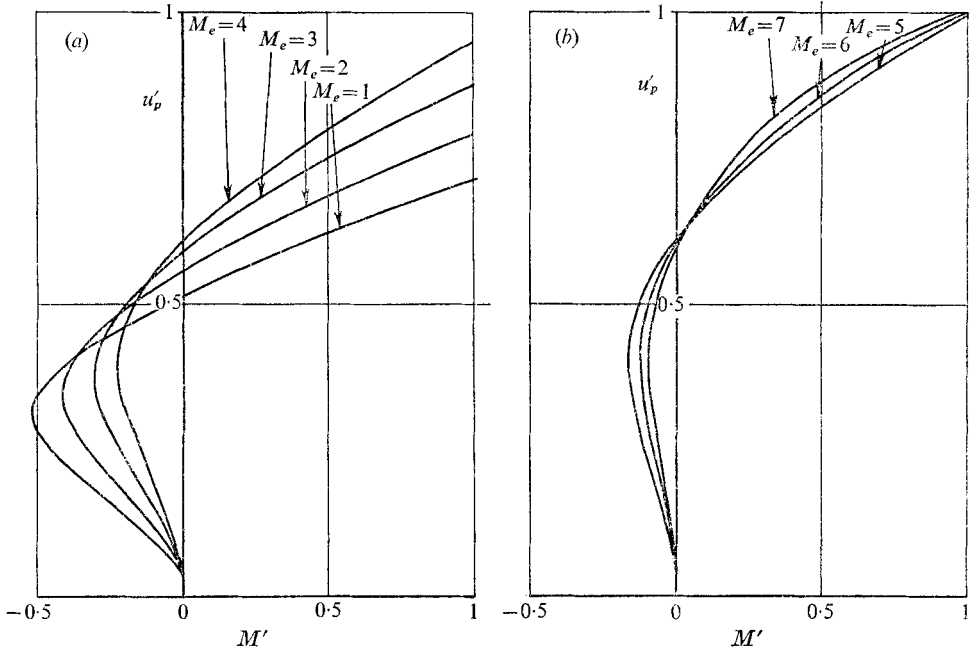 1
(a)
M_e=4
M_e=3
M_e=2
M_e=1
u'_p
0·5
−0·5
0
0·5
1
M'
1
(b)
M_e=7
M_e=6
M_e=5
u'_p
0·5
−0·5
0
0·5
1
M'